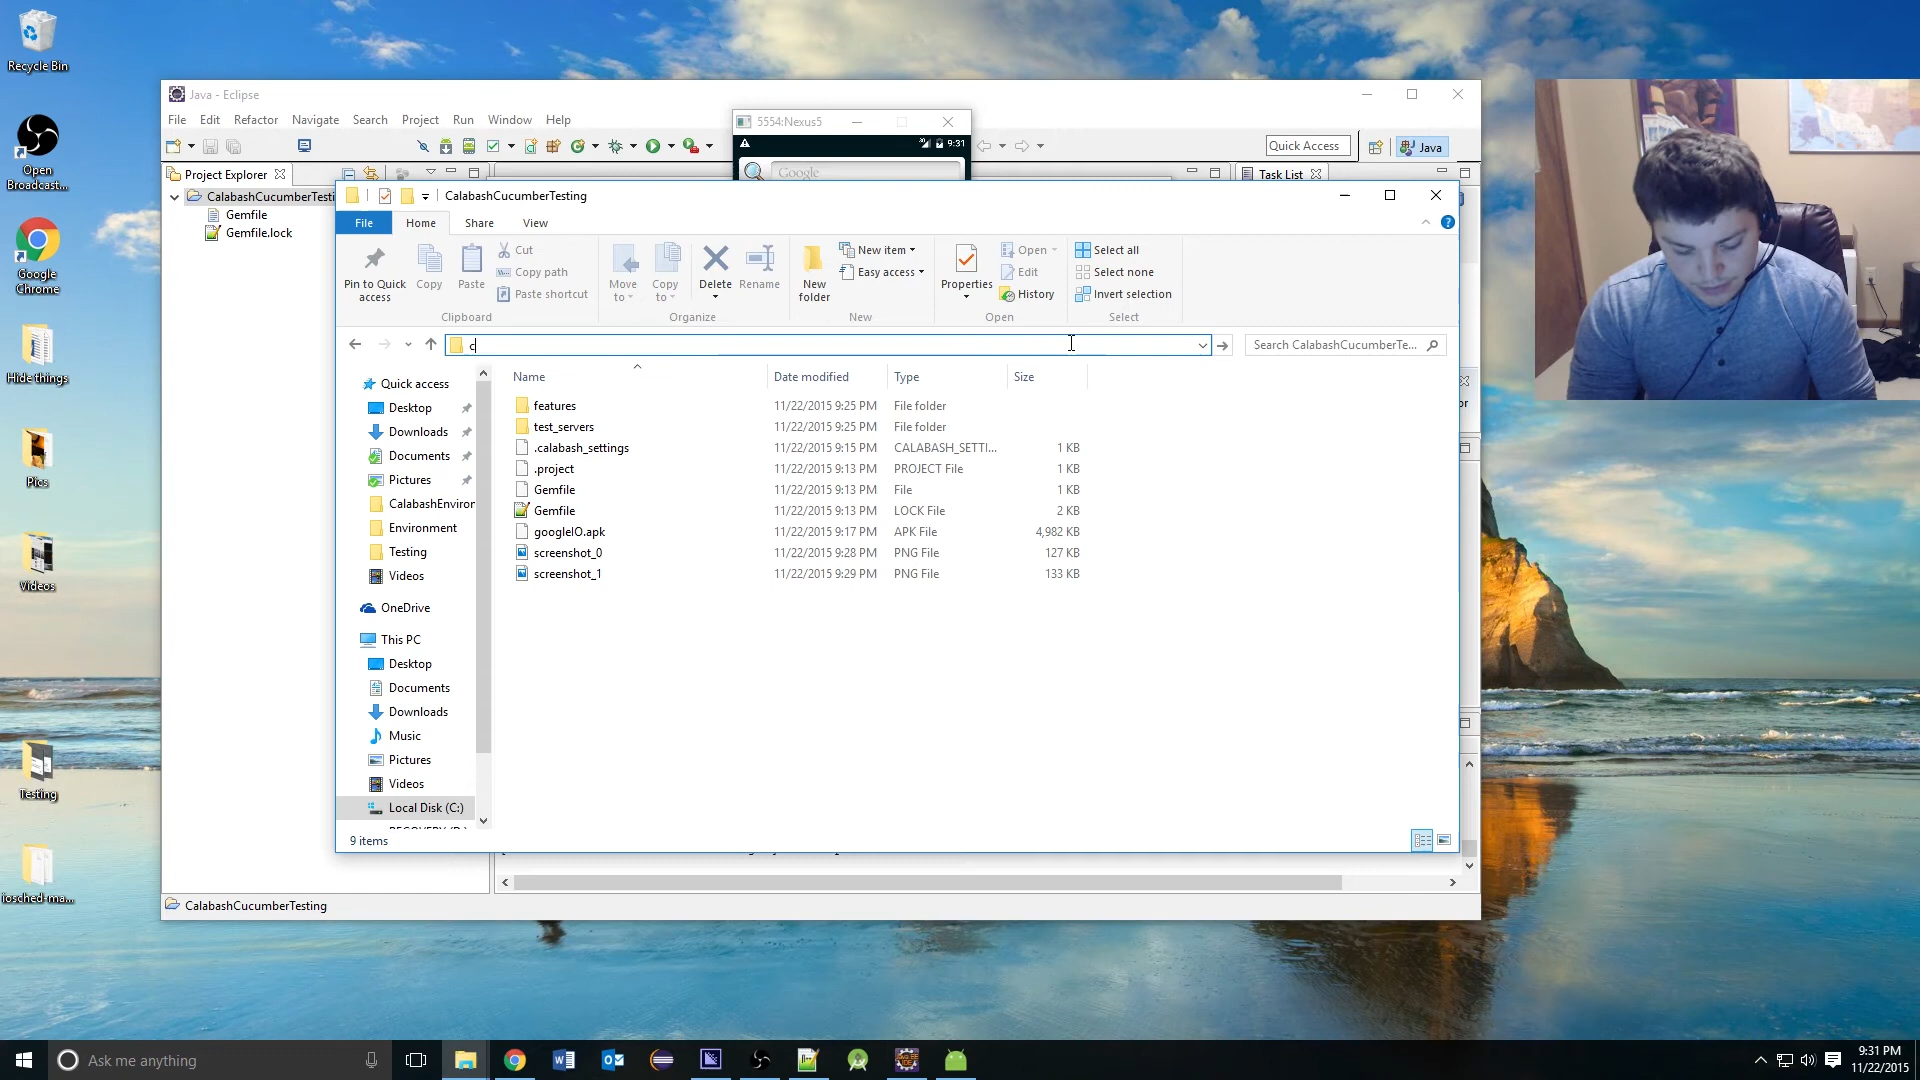 Recycle Bin
Open
Broadcast...
Google
Chrome
Hide things
Pics
Videos
Testing
iosched-ma...
Java - Eclipse
File Edit Refactor Navigate Search Project Run Window Help
5554:Nexus5
9:31
Google
Quick Access
Java
Project Explorer
Task List
CalabashCucumberTesti
Gemfile
Gemfile.lock
CalabashCucumberTesting
File Home Share View
Pin to Quick
access
Copy
Paste
Cut
Copy path
Paste shortcut
Clipboard
Move
to
Copy
to
Delete
Rename
Organize
New
folder
New item
Easy access
New
Properties
Open
Edit
History
Open
Select all
Select none
Invert selection
Select
c
Search CalabashCucumberTe...
Quick access
Desktop
Downloads
Documents
Pictures
CalabashEnviror
Environment
Testing
Videos
OneDrive
This PC
Desktop
Documents
Downloads
Music
Pictures
Videos
Local Disk (C:)
Name Date modified Type Size
features 11/22/2015 9:25 PM File folder
test_servers 11/22/2015 9:25 PM File folder
.calabash_settings 11/22/2015 9:15 PM CALABASH_SETTI... 1 KB
.project 11/22/2015 9:13 PM PROJECT File 1 KB
Gemfile 11/22/2015 9:13 PM File 1 KB
Gemfile 11/22/2015 9:13 PM LOCK File 2 KB
googleIO.apk 11/22/2015 9:17 PM APK File 4,982 KB
screenshot_0 11/22/2015 9:28 PM PNG File 127 KB
screenshot_1 11/22/2015 9:29 PM PNG File 133 KB
9 items
CalabashCucumberTesting
Ask me anything
9:31 PM
11/22/2015